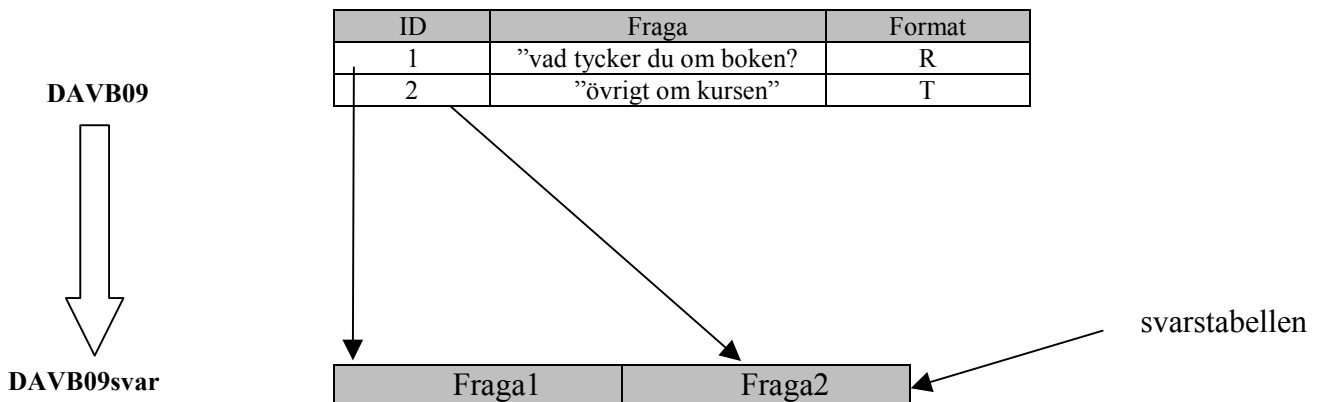 ID Fraga Format
1 ”vad tycker du om boken? R
DAVB09 2 ”övrigt om kursen” T
svarstabellen
DAVB09svar Fraga1 Fraga2